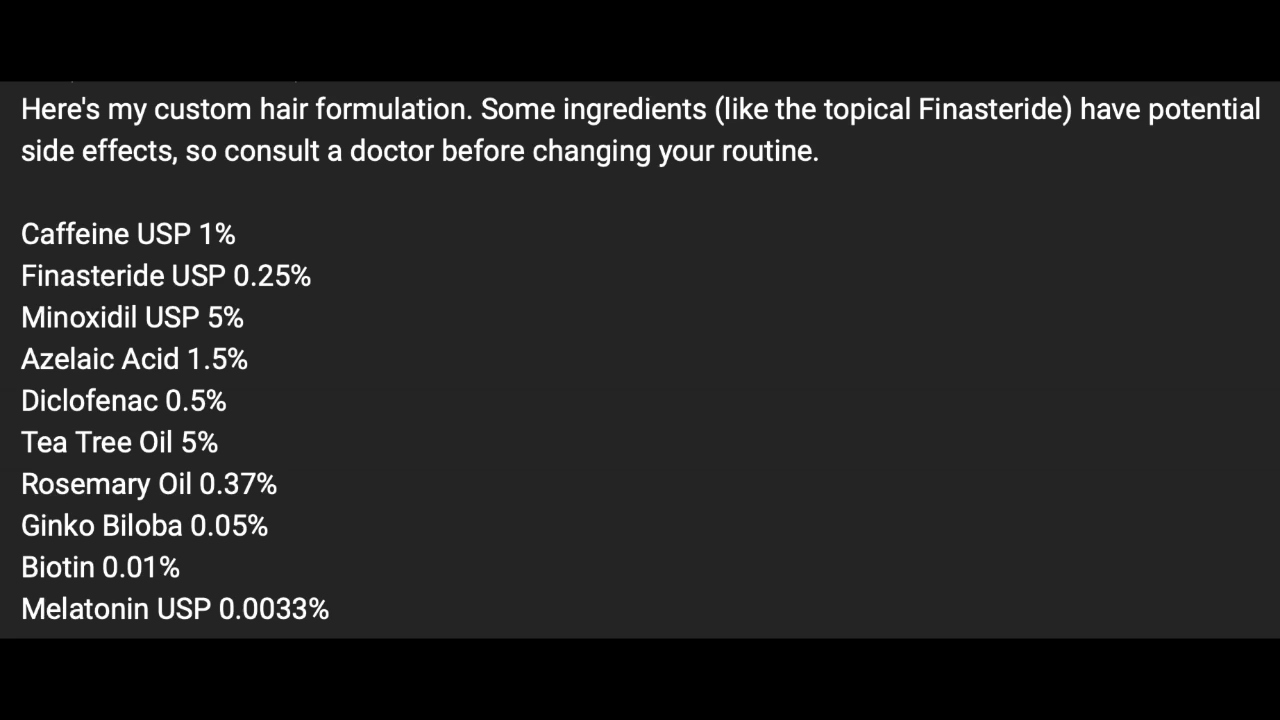 Here's my custom hair formulation. Some ingredients (like the topical Finasteride) have potential
side effects, so consult a doctor before changing your routine.
Caffeine USP 1%
Finasteride USP 0.25%
Minoxidil USP 5%
Azelaic Acid 1.5%
Diclofenac 0.5%
Tea Tree Oil 5%
Rosemary Oil 0.37%
Ginko Biloba 0.05%
Biotin 0.01%
Melatonin USP 0.0033%